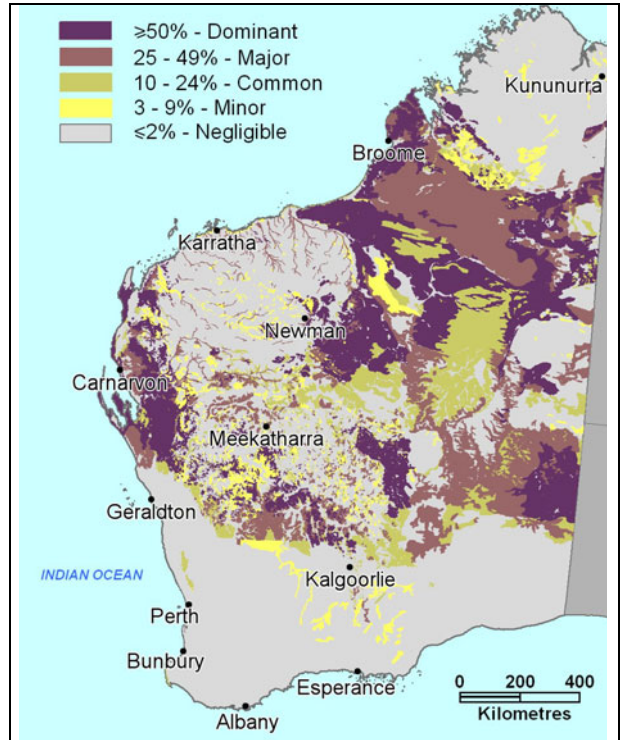 ≥50% - Dominant
25 - 49% - Major
10 - 24% - Common
3 - 9% - Minor
≤2% - Negligible
Kununurra
Broome
Karratha
Newman
Carnarvon
Meekatharra
Geraldton
INDIAN OCEAN
Kalgoorlie
Perth
Bunbury
Esperance
Albany
0 200 400
Kilometres